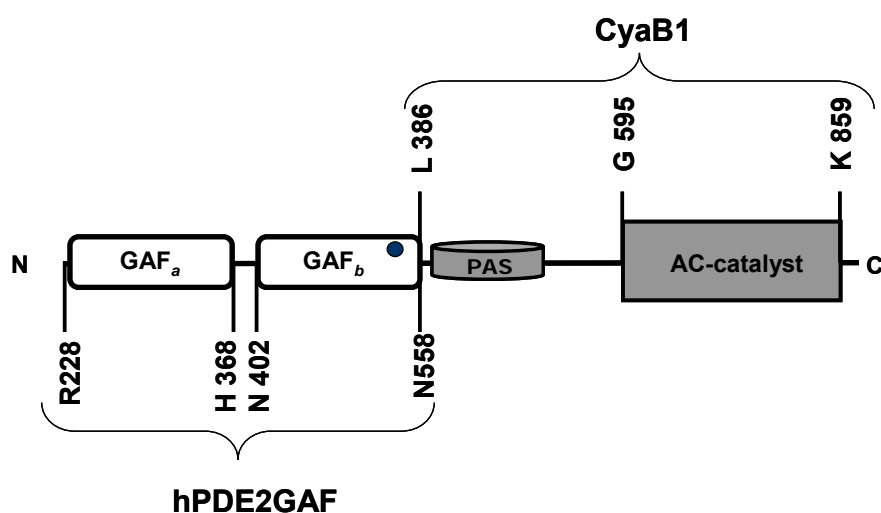 CyaB1
L 386
G 595
K 859
N
GAFa
GAFb
PAS
AC-catalyst
C
R228
H 368
N 402
N558
hPDE2GAF